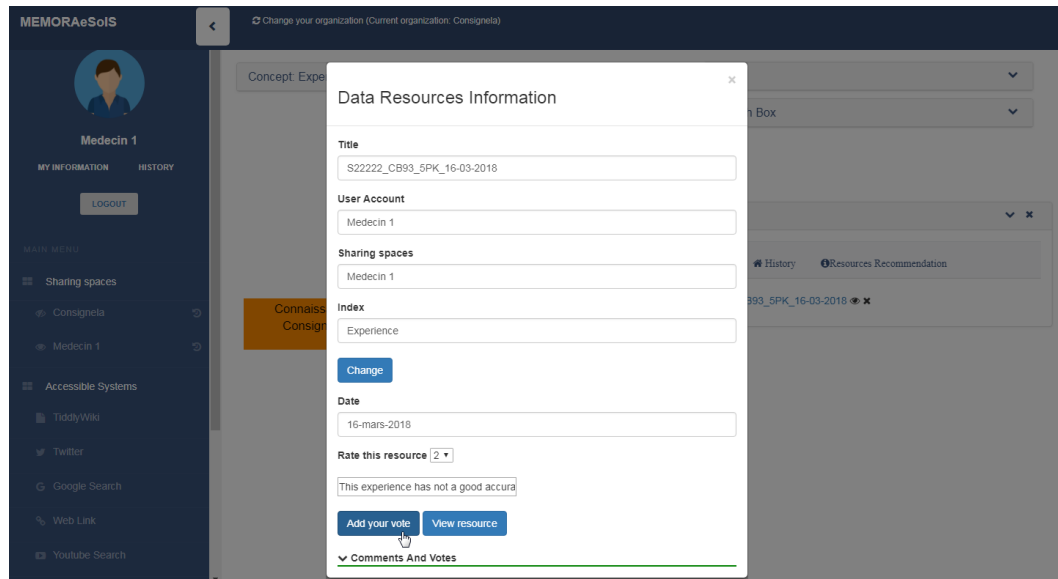 MEMORAeSoIS
Change your organization (Current organization: Consignela)
Medecin 1
MY INFORMATION HISTORY
LOGOUT
MAIN MENU
Sharing spaces
Consignela
Medecin 1
Accessible Systems
TiddlyWiki
Twitter
Google Search
Web Link
Youtube Search
Concept:
Box
History Resources Recommendation
5PK_16-03-2018
Data Resources Information
×
Title
S22222_CB93_5PK_16-03-2018
User Account
Medecin 1
Sharing spaces
Medecin 1
Index
Experience
Change
Date
16-mars-2018
Rate this resource 2
This experience has not a good accura
Add your vote View resource
Comments And Votes